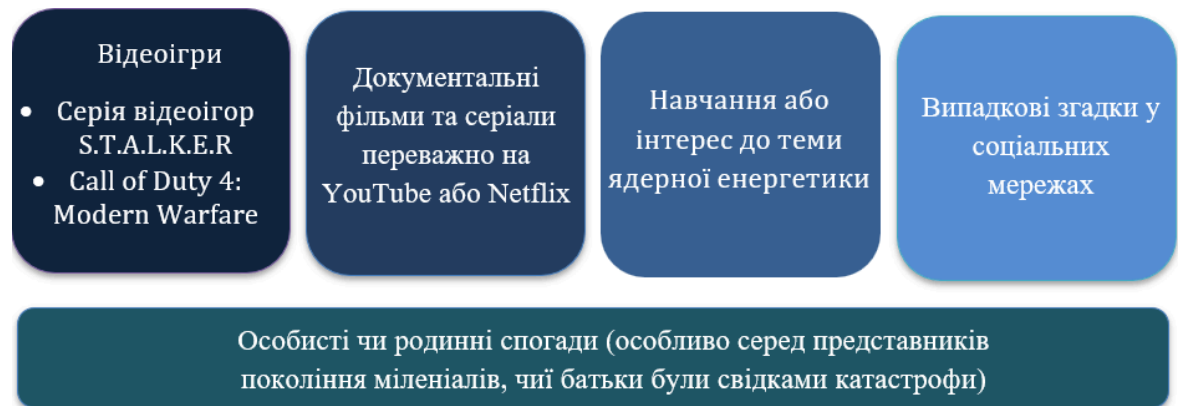 Відеоігри
• Серія відеоігор
S.T.A.L.K.E.R
• Call of Duty 4:
Modern Warfare
Документальні
фільми та серіали
переважно на
YouTube або Netflix
Навчання або
інтерес до теми
ядерної енергетики
Випадкові згадки у
соціальних
мережах
Особисті чи родинні спогади (особливо серед представників
покоління міленіалів, чиї батьки були свідками катастрофи)